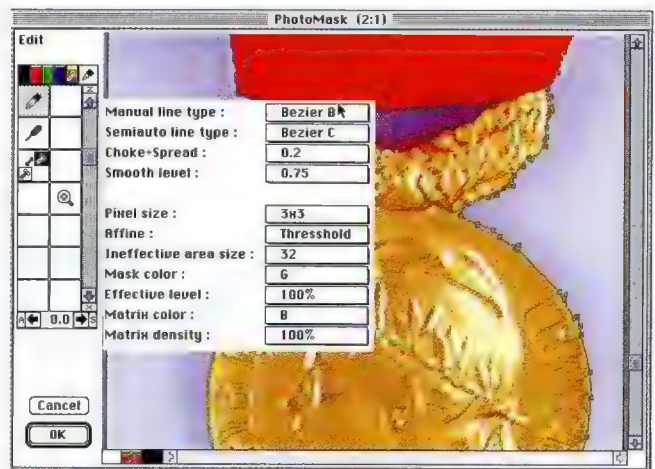 PhotoMask (2:1)
Edit
Manual line type : Bezier B
Semiauto line type : Bezier C
Choke+Spread : 0.2
Smooth level : 0.75
Pixel size : 3x3
Affine : Thresshold
Ineffective area size : 32
Mask color : G
Effective level : 100%
Matrix color : B
Matrix density : 100%
A 0.0 S
Cancel
OK